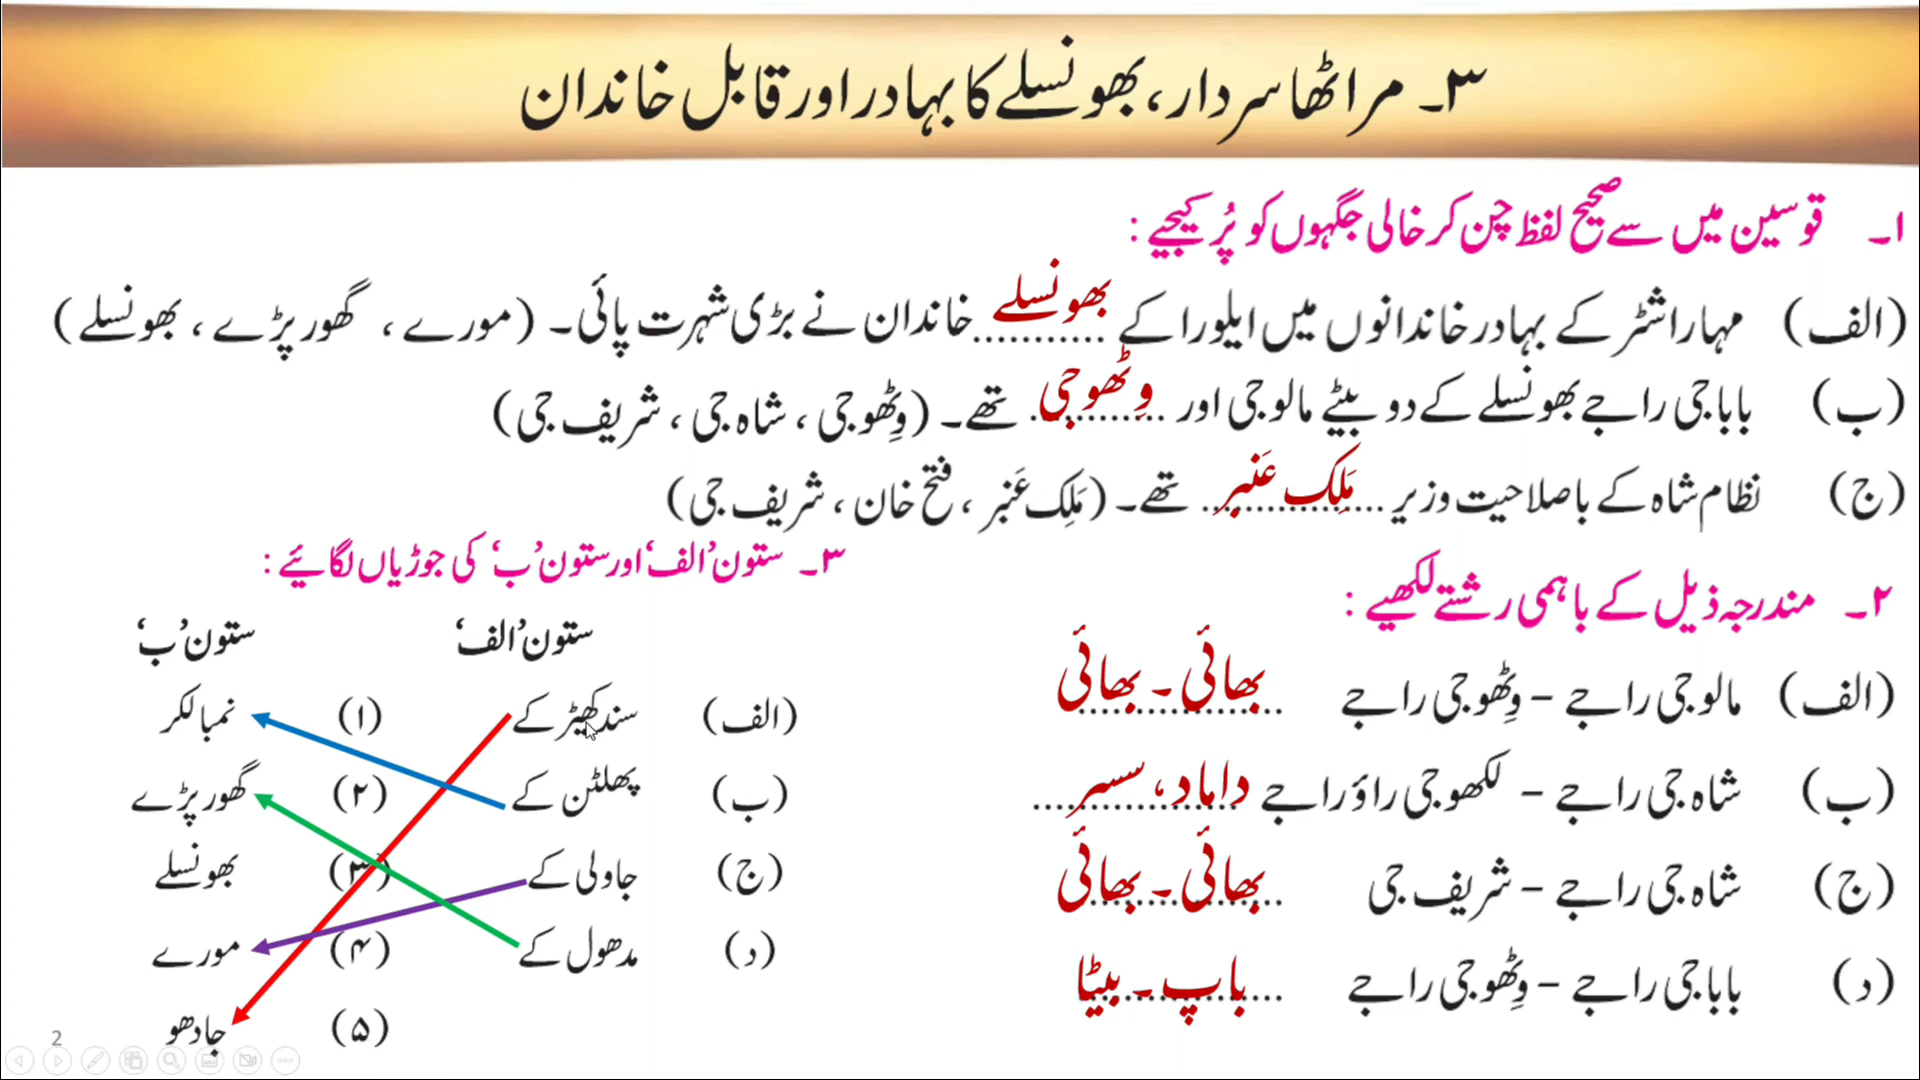 ۳۔ مراٹھا سردار، بھونسلے کا بہادر اور قابل خاندان
۱۔ قوسین میں سے صحیح لفظ چن کر خالی جگہوں کو پُر کیجیے :
(الف) مہاراشٹر کے بہادر خاندانوں میں ایلورا کے ...بھونسلے... خاندان نے بڑی شہرت پائی۔ (مورے ، گھورپڑے ، بھونسلے)
(ب) باباجی راجے بھونسلے کے دو بیٹے مالوجی اور ...وِٹھوجی... تھے۔ (وِٹھوجی ، شاہ جی ، شریف جی)
(ج) نظام شاہ کے باصلاحیت وزیر ...مَلِک عَنبر... تھے۔ (مَلِک عَنبر ، فتح خان ، شریف جی)
۲۔ مندرجہ ذیل کے باہمی رشتے لکھیے :
(الف) مالوجی راجے – وِٹھوجی راجے بھائی۔ بھائی
(ب) شاہ جی راجے – لکھوجی راؤ راجے داماد، سسر
(ج) شاہ جی راجے – شریف جی بھائی۔ بھائی
(د) باباجی راجے – وِٹھوجی راجے باپ۔ بیٹا
۳۔ ستون ’الف‘ اور ستون ’ب‘ کی جوڑیاں لگائیے :
ستون ’الف‘ ستون ’ب‘
(الف) سندکھیڑ کے (۱) نمبالکر
(ب) پھلٹن کے (۲) گھورپڑے
(ج) جاولی کے (۳) بھونسلے
(د) مدھول کے (۴) مورے
(۵) جادھو
2